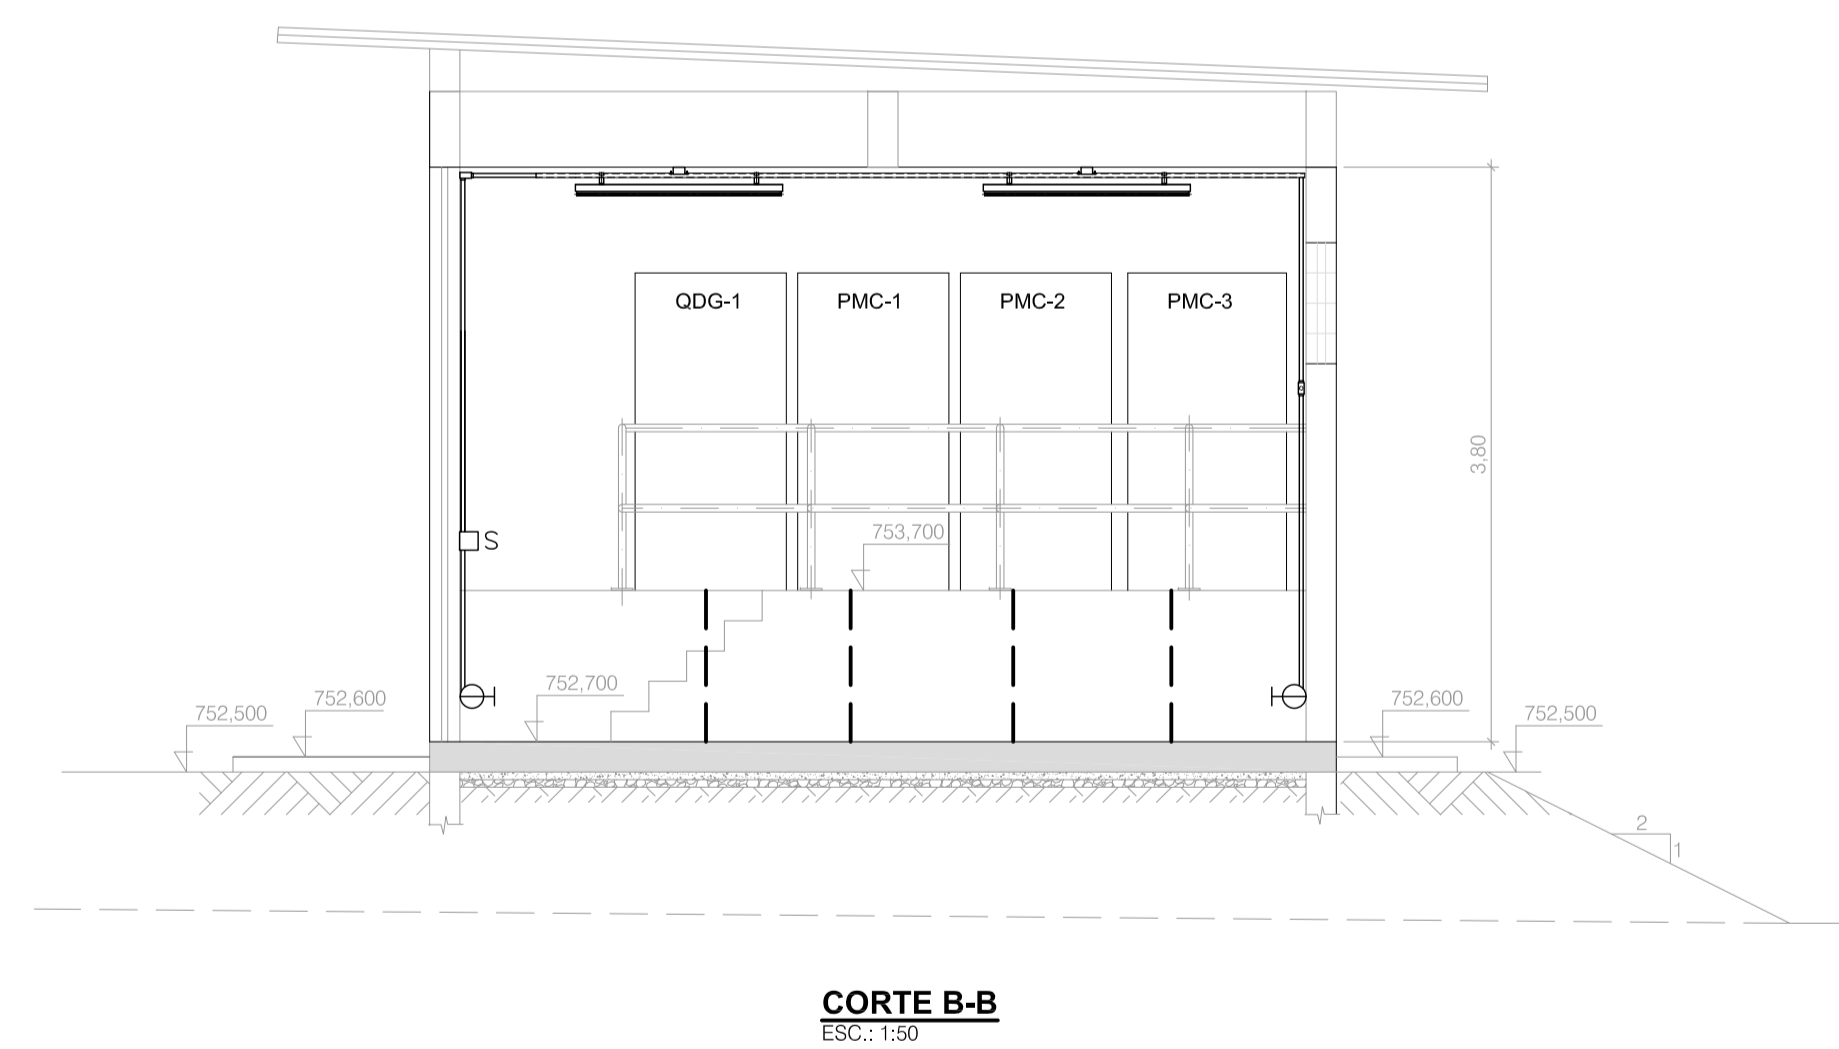 QDG-1
PMC-1
PMC-2
PMC-3
3,80
753,700
S
752,700
752,600
752,500
752,600
752,500
2
1
CORTE B-B
ESC.: 1:50